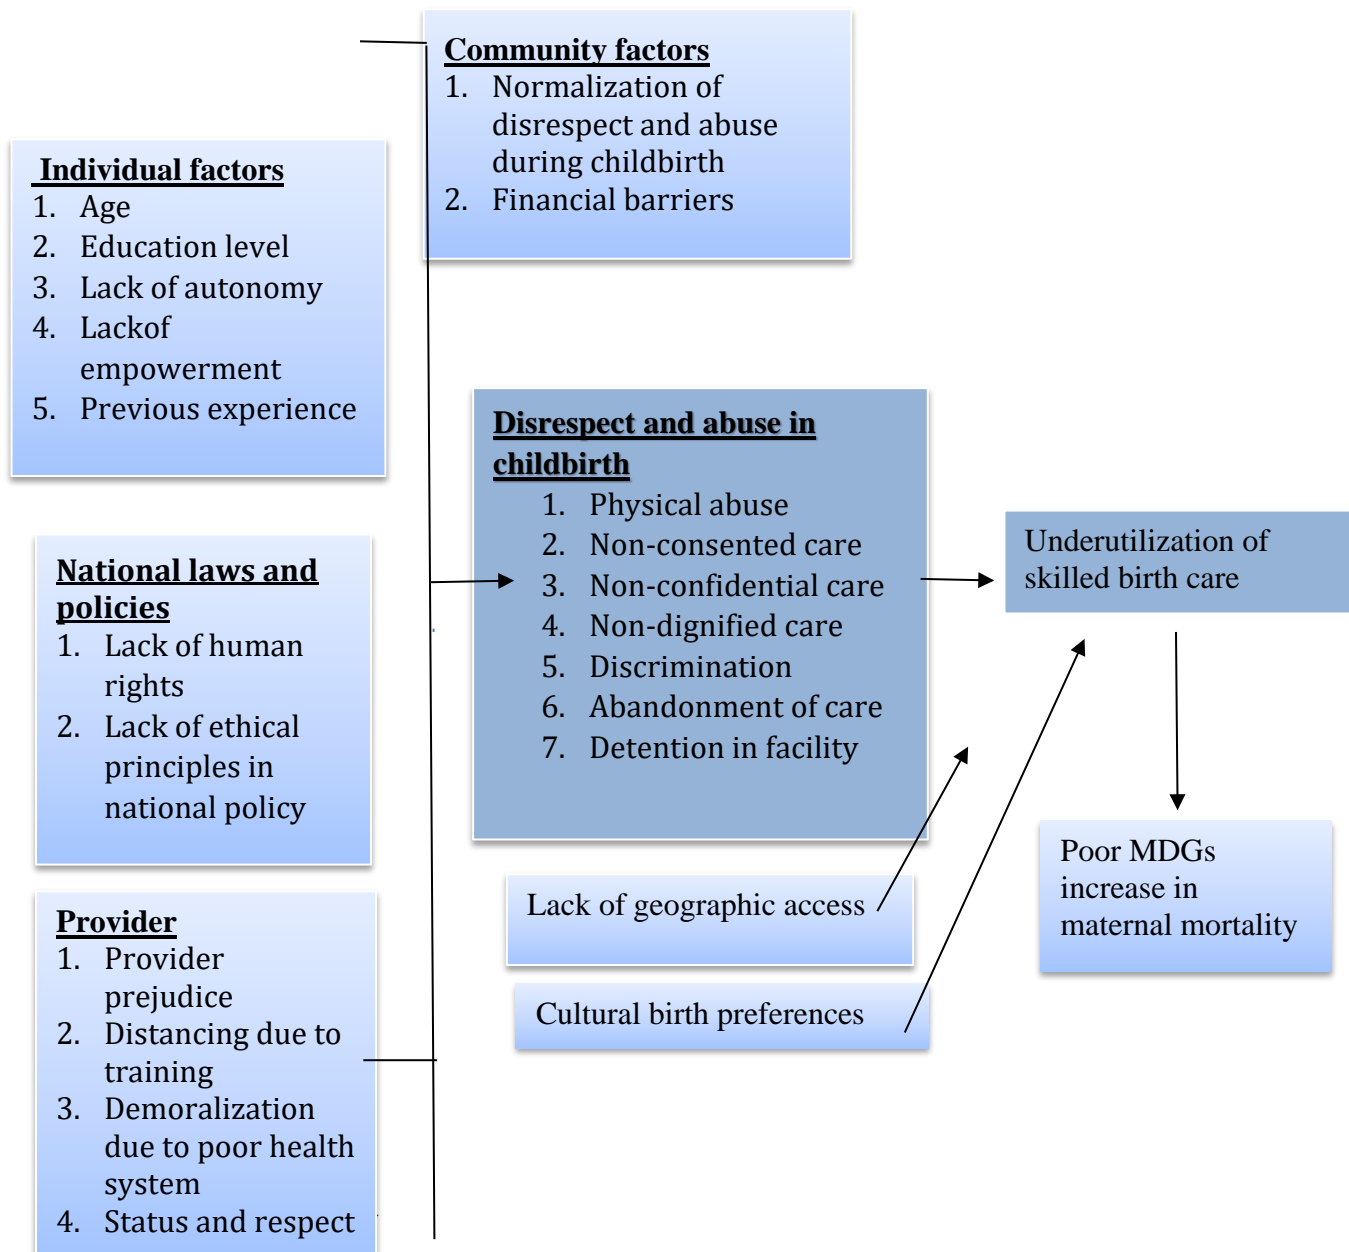 Community factors
1. Normalization of
disrespect and abuse
during childbirth
2. Financial barriers
Individual factors
1. Age
2. Education level
3. Lack of autonomy
4. Lackof
empowerment
5. Previous experience
Disrespect and abuse in
childbirth
1. Physical abuse
2. Non-consented care
3. Non-confidential care
4. Non-dignified care
5. Discrimination
6. Abandonment of care
7. Detention in facility
Underutilization of
skilled birth care
National laws and
policies
1. Lack of human
rights
2. Lack of ethical
principles in
national policy
Poor MDGs
increase in
maternal mortality
Lack of geographic access
Cultural birth preferences
Provider
1. Provider
prejudice
2. Distancing due to
training
3. Demoralization
due to poor health
system
4. Status and respect